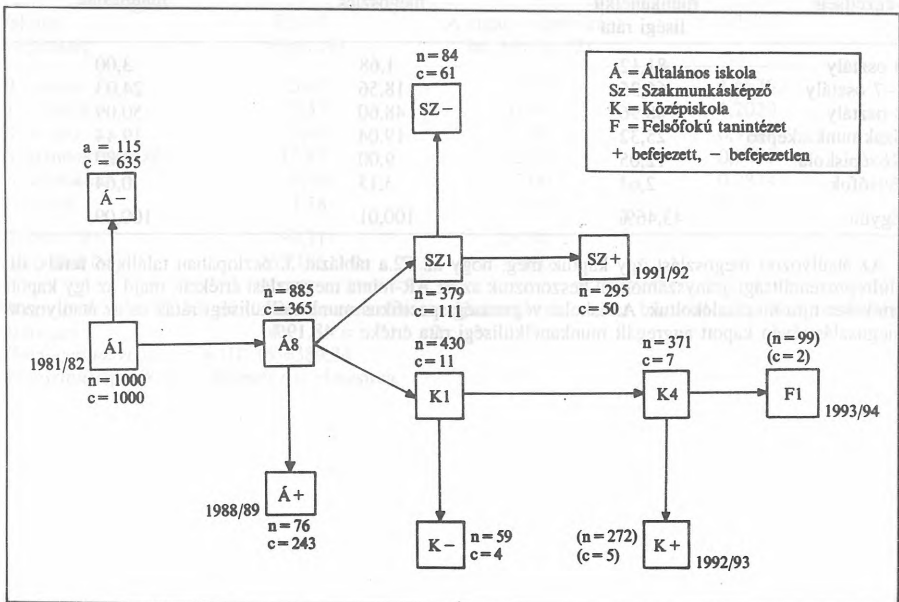 n = 84
c = 61
SZ −
Á = Általános iskola
Sz = Szakmunkásképző
K = Középiskola
F = Felsőfokú tanintézet
+ befejezett, − befejezetlen
a = 115
c = 635
Á −
SZ1
SZ +
1991/92
n = 379
c = 111
n = 295
c = 50
n = 885
c = 365
1981/82
Á1
Á8
n = 1000
c = 1000
n = 430
c = 11
K1
n = 371
c = 7
K4
(n = 99)
(c = 2)
F1
1993/94
1988/89
Á +
n = 76
c = 243
K −
n = 59
c = 4
(n = 272)
(c = 5)
K +
1992/93